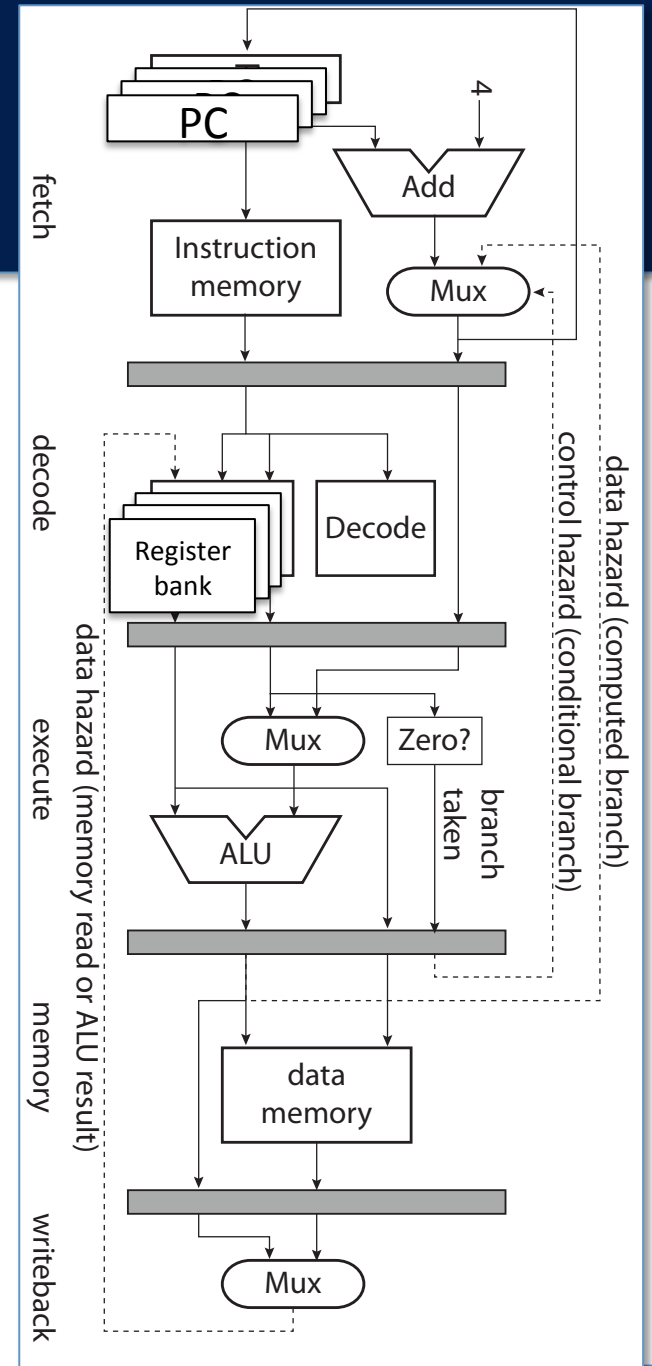 PC
4
Add
fetch
Instruction
memory
Mux
decode
Decode
Register
bank
data hazard (computed branch)
control hazard (conditional branch)
data hazard (memory read or ALU result)
execute
Mux
Zero?
branch
taken
ALU
memory
data
memory
writeback
Mux